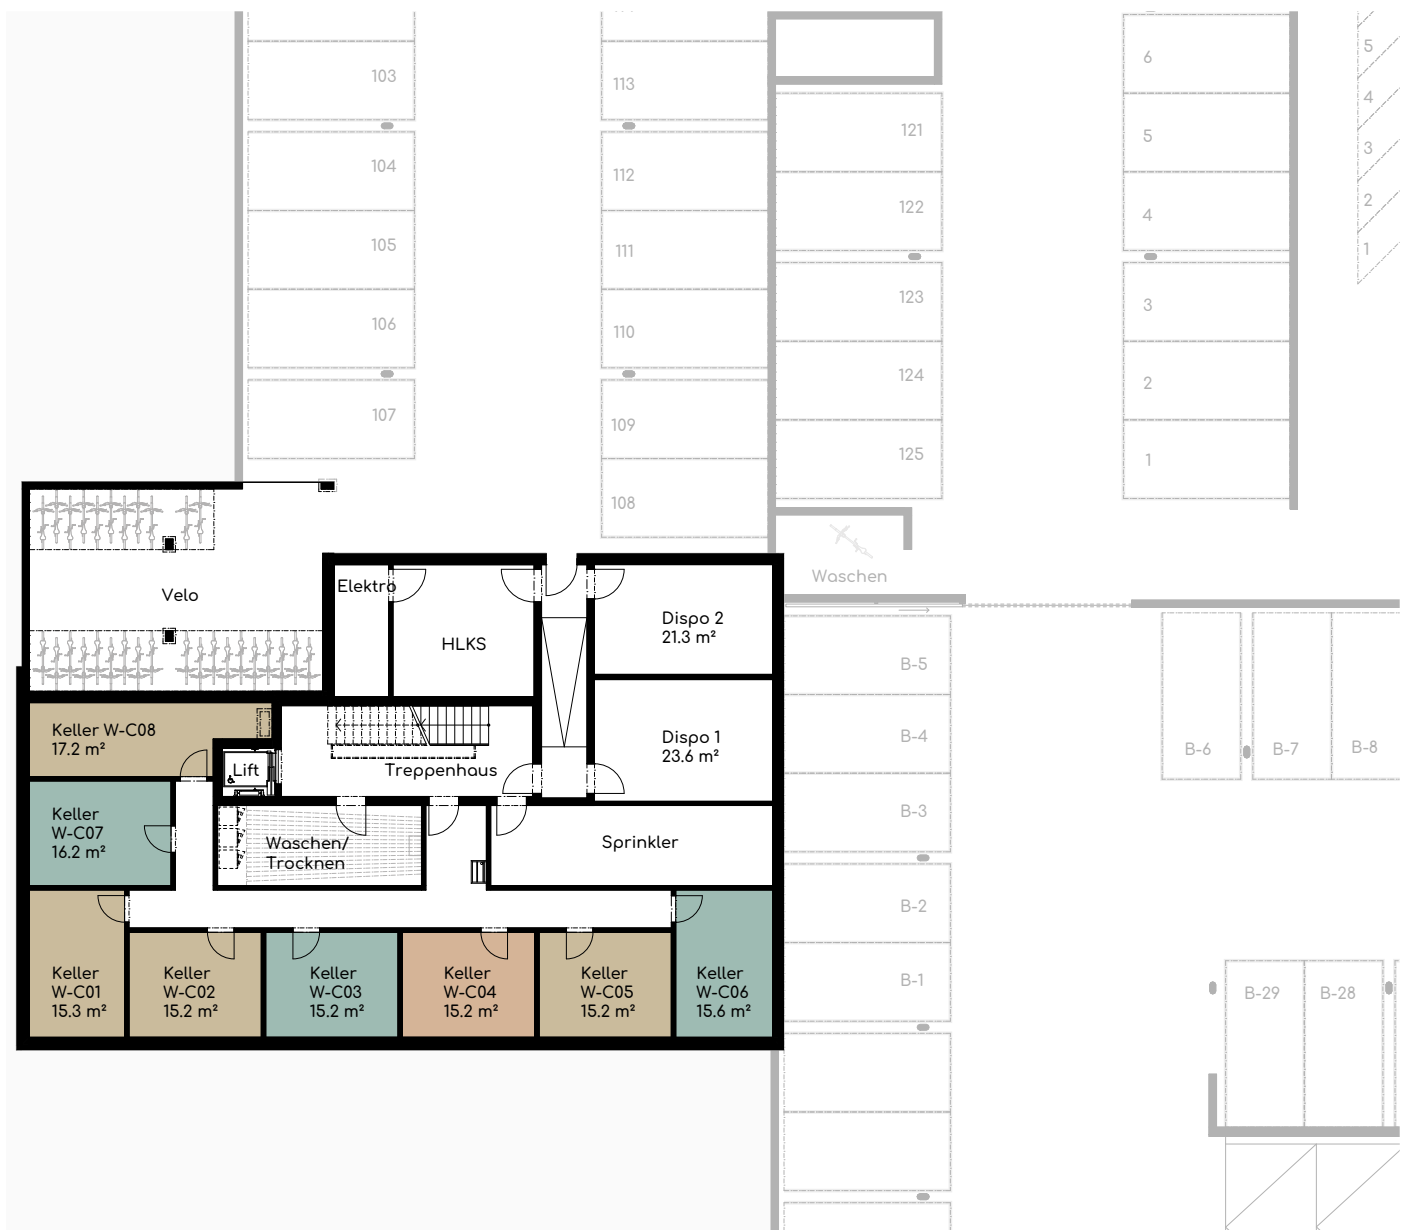 103
104
105
106
107
113
112
111
110
109
108
121
122
123
124
125
6
5
4
3
2
1
5
4
3
2
1
Waschen
Velo
Elektro
HLKS
Dispo 2
21.3 m²
Dispo 1
23.6 m²
Keller W-C08
17.2 m²
Lift
Treppenhaus
Keller
W-C07
16.2 m²
Waschen/
Trocknen
Sprinkler
Keller
W-C01
15.3 m²
Keller
W-C02
15.2 m²
Keller
W-C03
15.2 m²
Keller
W-C04
15.2 m²
Keller
W-C05
15.2 m²
Keller
W-C06
15.6 m²
B-5
B-4
B-3
B-2
B-1
B-6
B-7
B-8
B-29
B-28